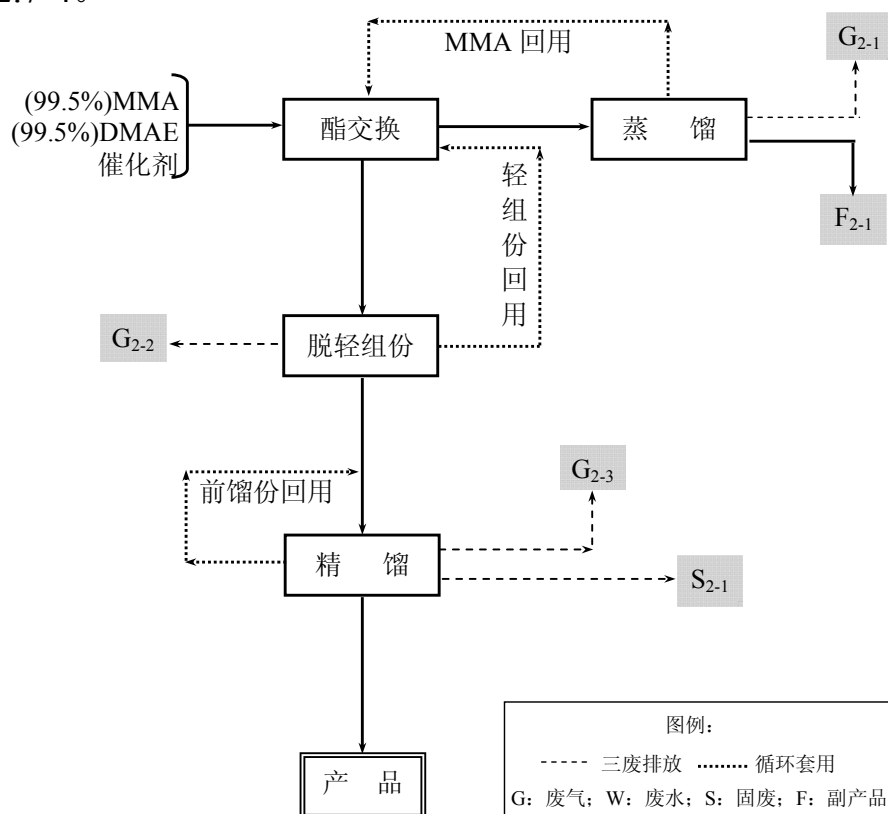 MMA 回用
G2-1
(99.5%)MMA
(99.5%)DMAE
催化剂
酯交换
蒸 馏
轻组份回用
F2-1
G2-2
脱轻组份
G2-3
前馏份回用
精 馏
S2-1
图例：
三废排放
循环套用
G：废气；W：废水；S：固废；F：副产品
产 品